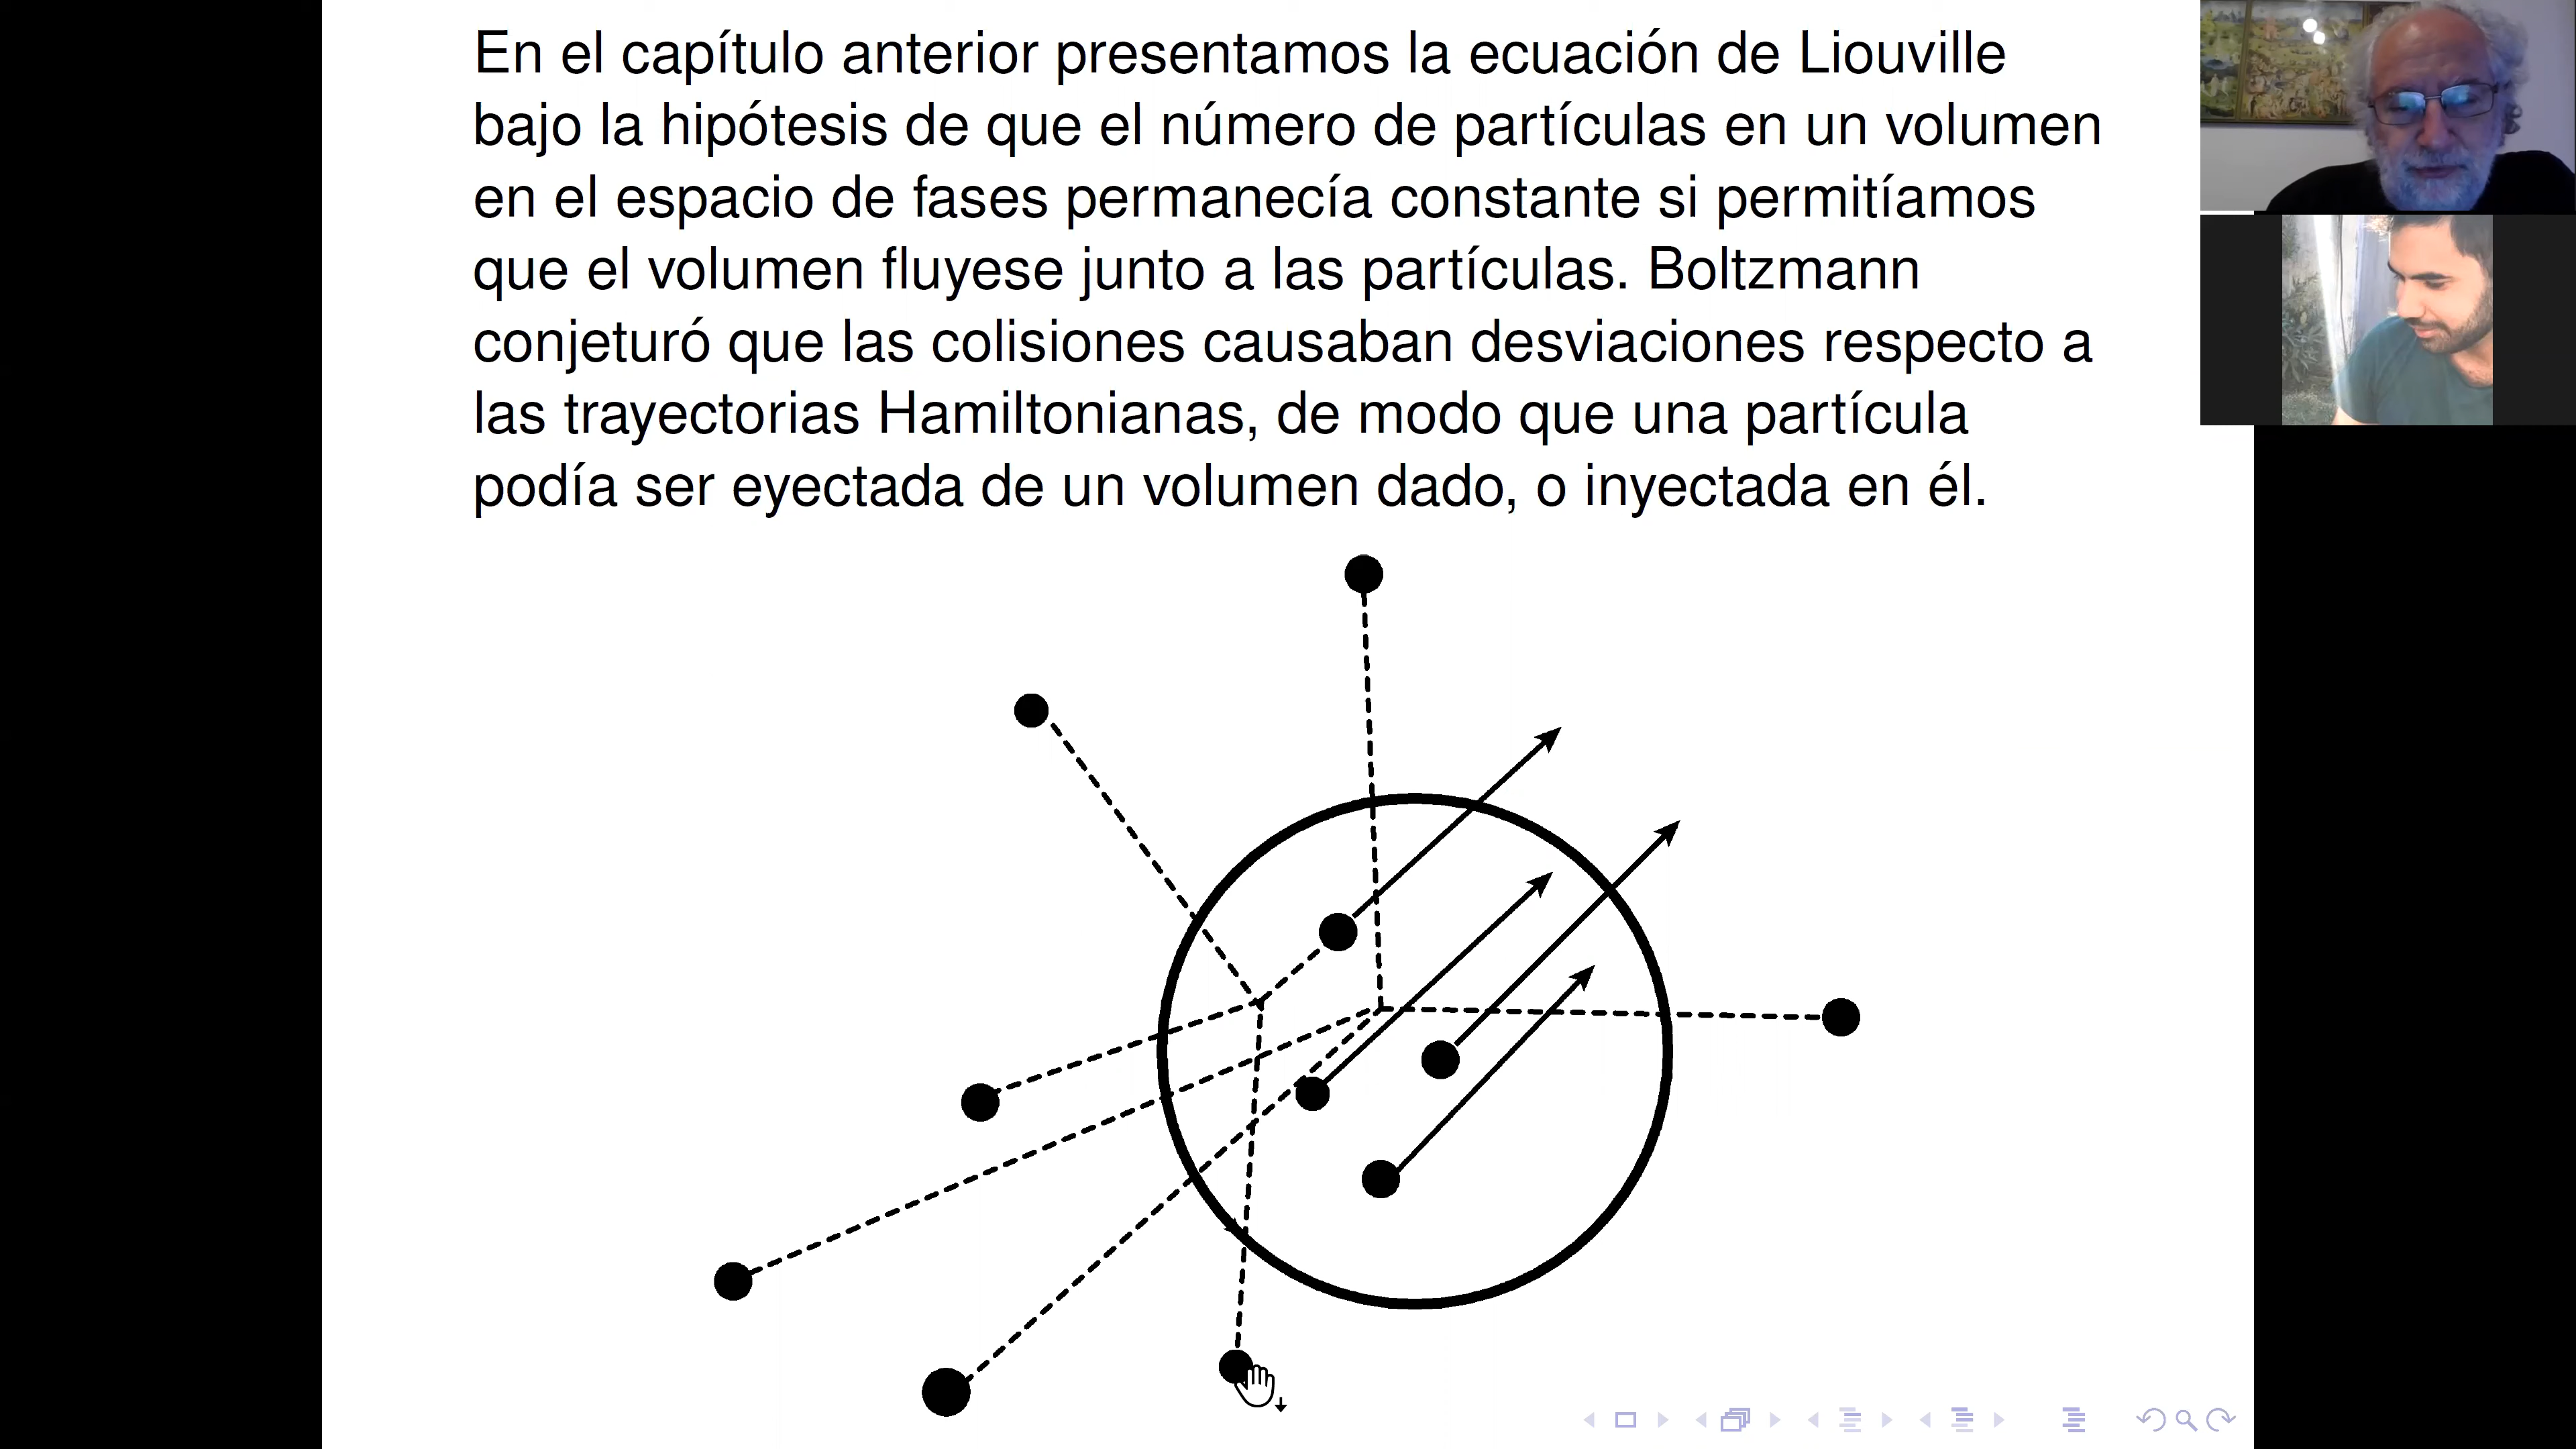 En el capítulo anterior presentamos la ecuación de Liouville
bajo la hipótesis de que el número de partículas en un volumen
en el espacio de fases permanecía constante si permitíamos
que el volumen fluyese junto a las partículas. Boltzmann
conjeturó que las colisiones causaban desviaciones respecto a
las trayectorias Hamiltonianas, de modo que una partícula
podía ser eyectada de un volumen dado, o inyectada en él.